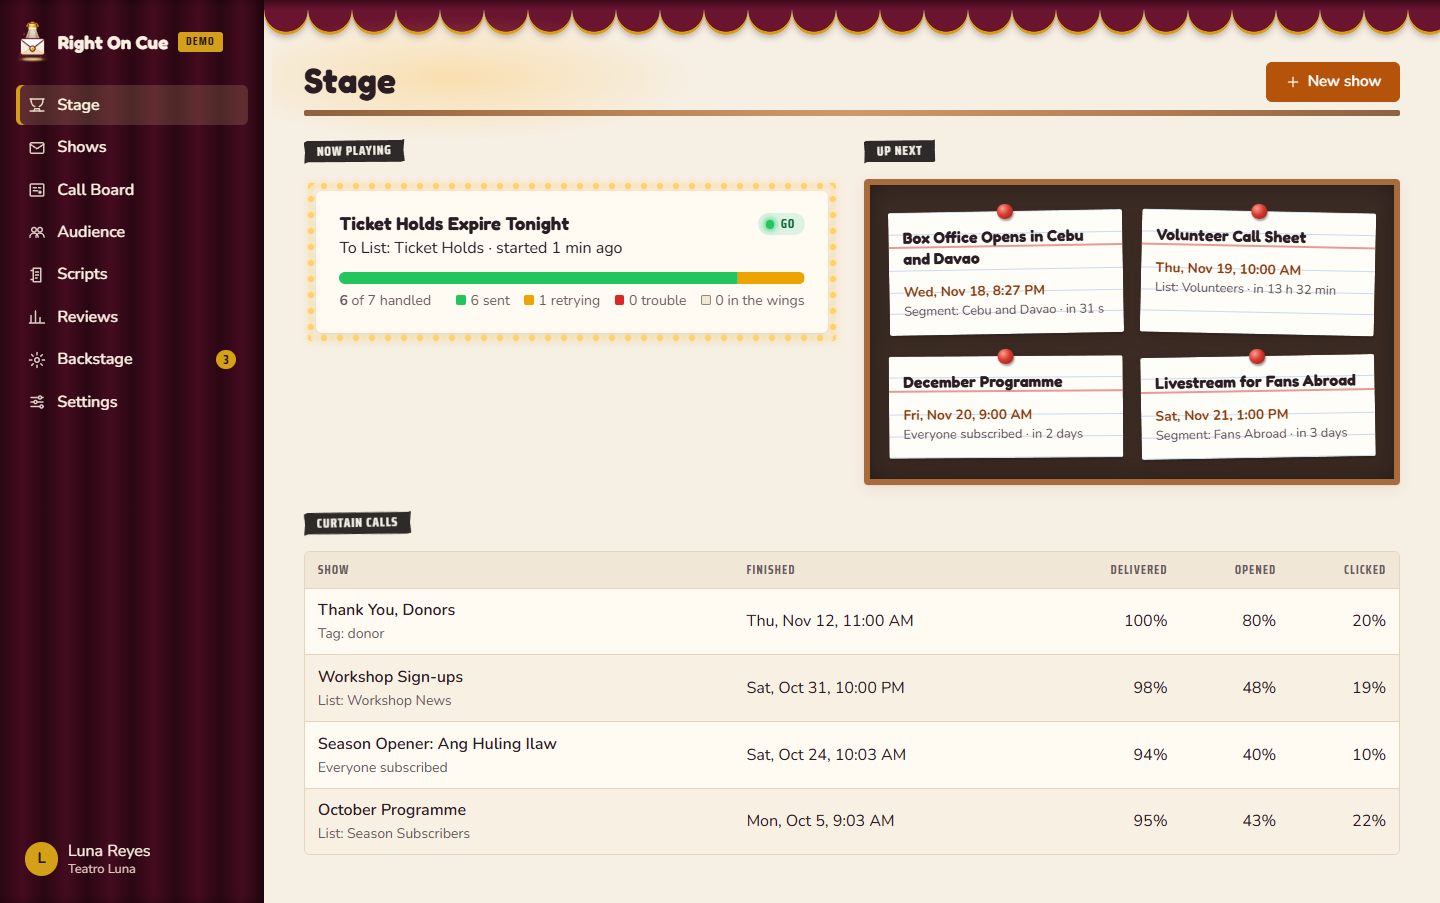 Right On Cue DEMO
Stage
Shows
Call Board
Audience
Scripts
Reviews
Backstage 3
Settings
L
Luna Reyes
Teatro Luna
Stage
+ New show
NOW PLAYING
Ticket Holds Expire Tonight GO
To List: Ticket Holds · started 1 min ago
6 of 7 handled 6 sent 1 retrying 0 trouble 0 in the wings
UP NEXT
Box Office Opens in Cebu
and Davao
Wed, Nov 18, 8:27 PM
Segment: Cebu and Davao · in 31 s
Volunteer Call Sheet
Thu, Nov 19, 10:00 AM
List: Volunteers · in 13 h 32 min
December Programme
Fri, Nov 20, 9:00 AM
Everyone subscribed · in 2 days
Livestream for Fans Abroad
Sat, Nov 21, 1:00 PM
Segment: Fans Abroad · in 3 days
CURTAIN CALLS
SHOW FINISHED DELIVERED OPENED CLICKED
Thank You, Donors
Tag: donor
Thu, Nov 12, 11:00 AM 100% 80% 20%
Workshop Sign-ups
List: Workshop News
Sat, Oct 31, 10:00 PM 98% 48% 19%
Season Opener: Ang Huling Ilaw
Everyone subscribed
Sat, Oct 24, 10:03 AM 94% 40% 10%
October Programme
List: Season Subscribers
Mon, Oct 5, 9:03 AM 95% 43% 22%